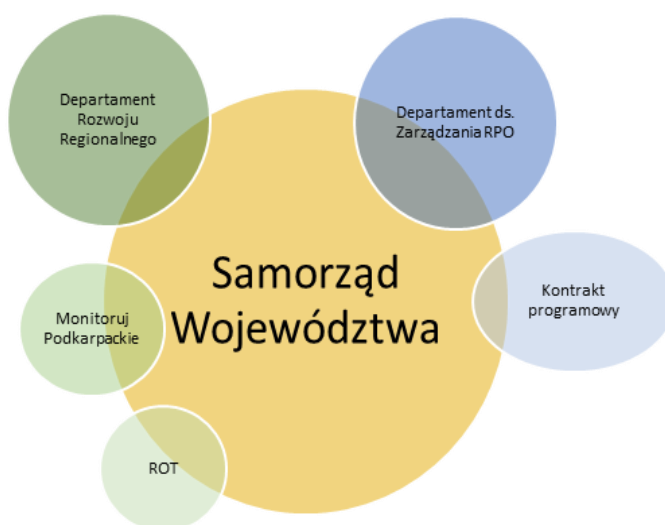 Departament
Rozwoju
Regionalnego
Departament ds.
Zarządzania RPO
Samorząd
Województwa
Kontrakt
programowy
Monitoruj
Podkarpackie
ROT